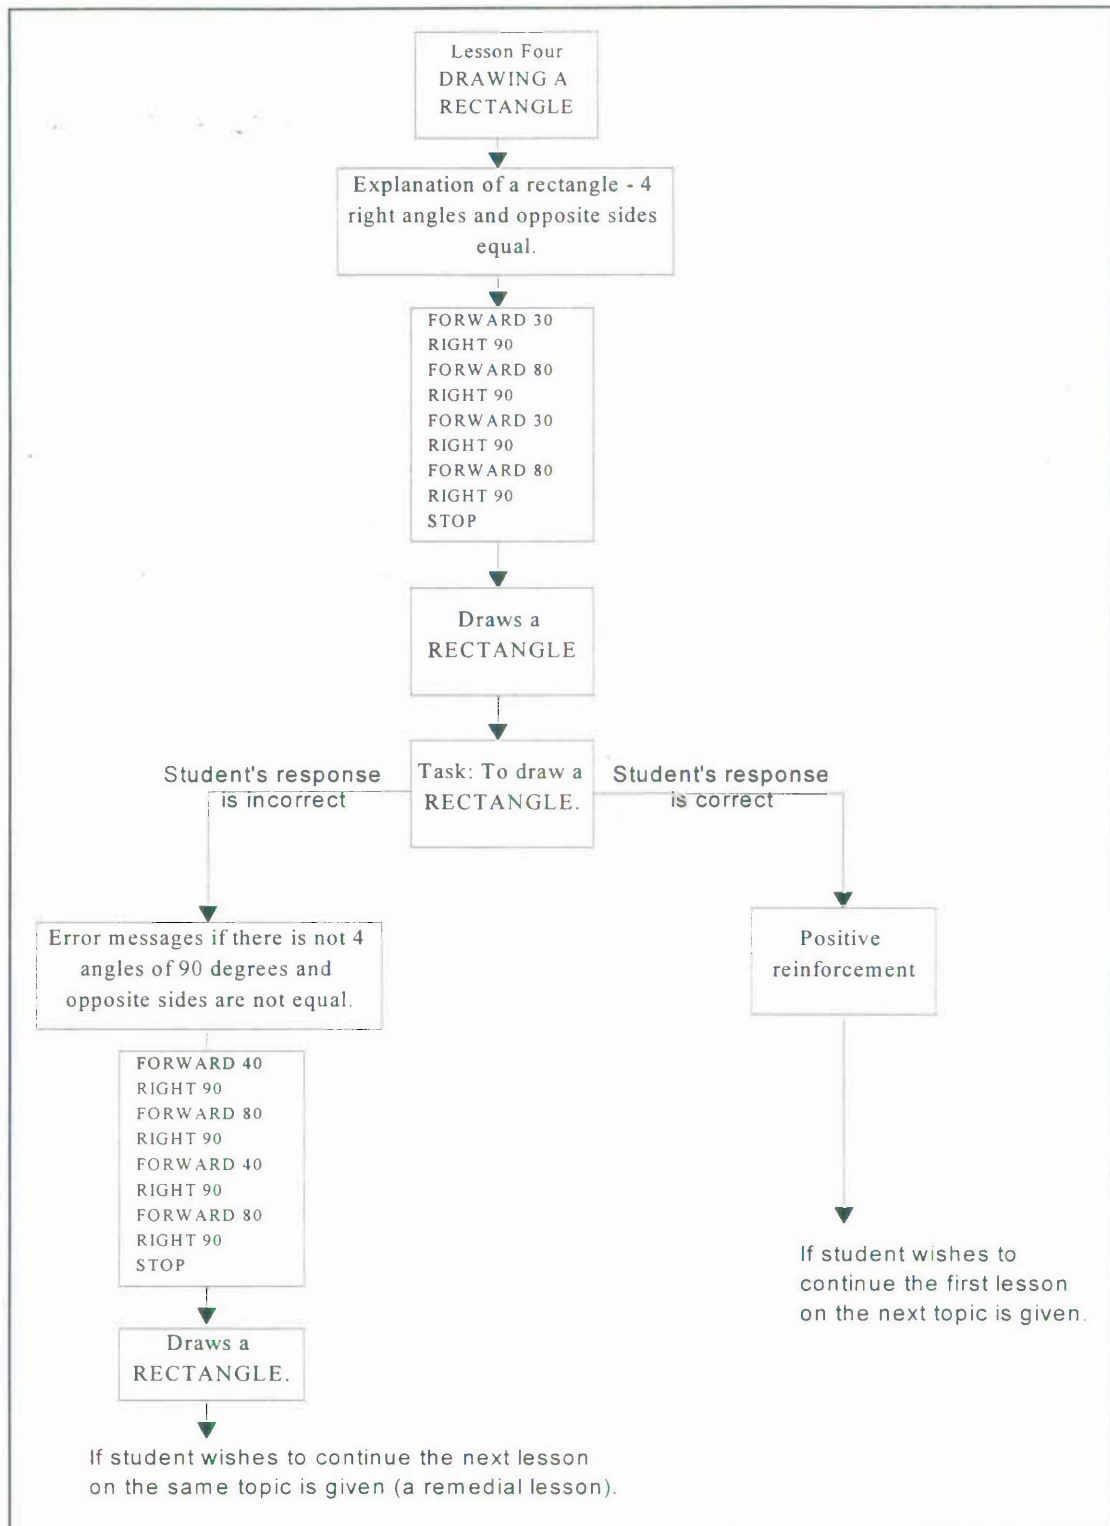 Lesson Four
DRAWING A
RECTANGLE
Explanation of a rectangle - 4
right angles and opposite sides
equal.
FORWARD 30
RIGHT 90
FORWARD 80
RIGHT 90
FORWARD 30
RIGHT 90
FORWARD 80
RIGHT 90
STOP
Draws a
RECTANGLE
Task: To draw a
RECTANGLE.
Student's response
is incorrect
Student's response
is correct
Error messages if there is not 4
angles of 90 degrees and
opposite sides are not equal.
FORWARD 40
RIGHT 90
FORWARD 80
RIGHT 90
FORWARD 40
RIGHT 90
FORWARD 80
RIGHT 90
STOP
Draws a
RECTANGLE.
If student wishes to continue the next lesson
on the same topic is given (a remedial lesson).
Positive
reinforcement
If student wishes to
continue the first lesson
on the next topic is given.